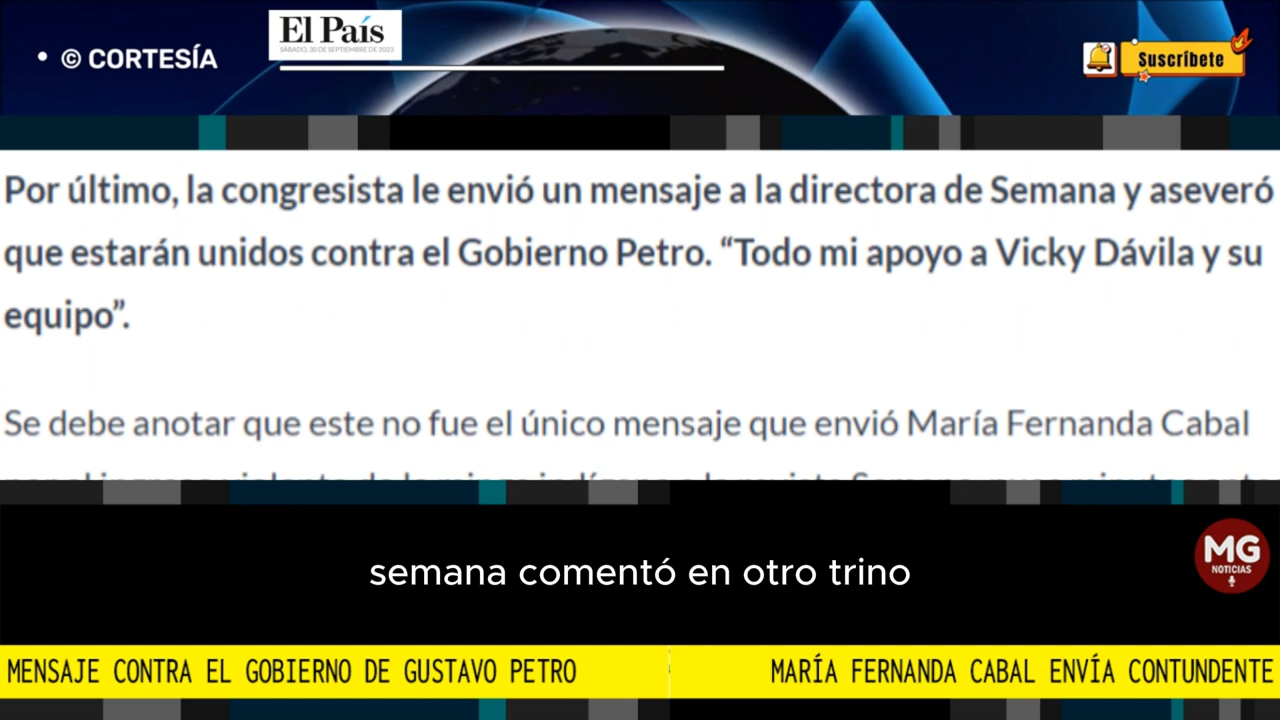 • © CORTESÍA
El País
SÁBADO, 30 DE SEPTIEMBRE DE 2023
Suscríbete
Por último, la congresista le envió un mensaje a la directora de Semana y aseveró
que estarán unidos contra el Gobierno Petro. “Todo mi apoyo a Vicky Dávila y su
equipo”.
Se debe anotar que este no fue el único mensaje que envió María Fernanda Cabal
semana comentó en otro trino
MG
NOTICIAS
MENSAJE CONTRA EL GOBIERNO DE GUSTAVO PETRO
MARÍA FERNANDA CABAL ENVÍA CONTUNDENTE